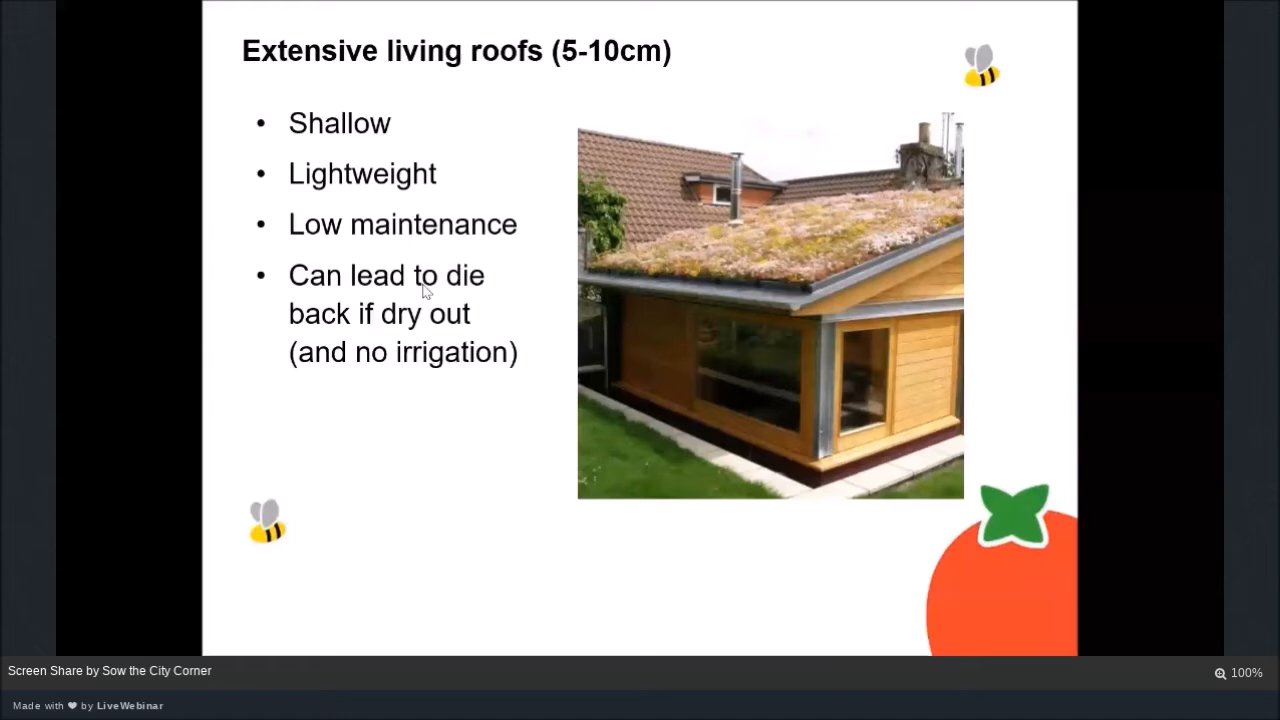 Extensive living roofs (5-10cm)
• Shallow
• Lightweight
• Low maintenance
• Can lead to die
back if dry out
(and no irrigation)
Screen Share by Sow the City Corner
100%
Made with ❤ by LiveWebinar